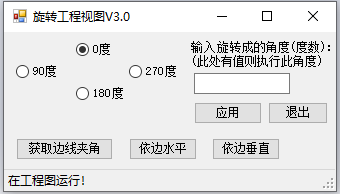 旋转工程视图V3.0
0度
90度
270度
180度
输入旋转成的角度(度数):
(此处有值则执行此角度)
应用
退出
获取边线夹角
依边水平
依边垂直
在工程图运行!